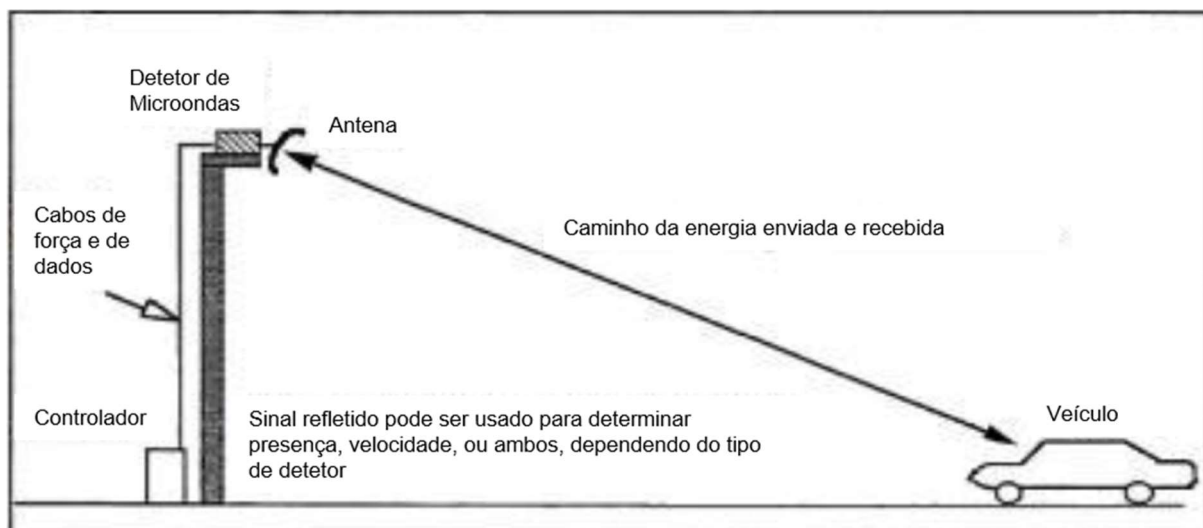 Detetor de
Microondas
Antena
Cabos de
força e de
dados
Caminho da energia enviada e recebida
Controlador
Sinal refletido pode ser usado para determinar
presença, velocidade, ou ambos, dependendo do tipo
de detetor
Veículo